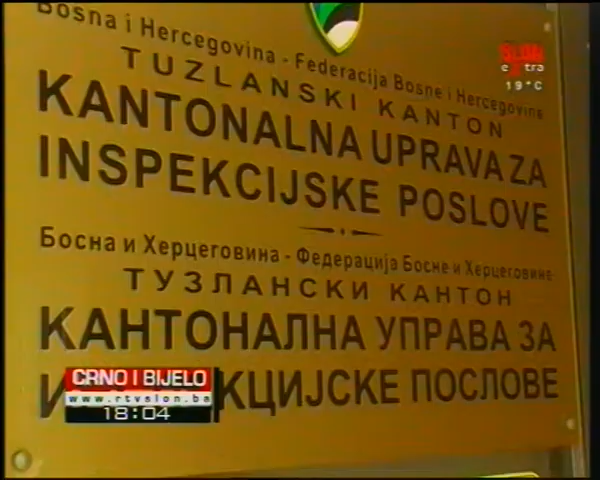 Bosna i Hercegovina - Federacija Bosne i Hercegovine
TUZLANSKI KANTON
KANTONALNA UPRAVA ZA
INSPEKCIJSKE POSLOVE
Босна и Херцеговина - Федерација Босне и Херцеговине
ТУЗЛАНСКИ КАНТОН
КАНТОНАЛНА УПРАВА ЗА
КЦИЈСКЕ ПОСЛОВЕ
SLON
extra
19°C
CRNO I BIJELO
www.rtvslon.ba
18:04